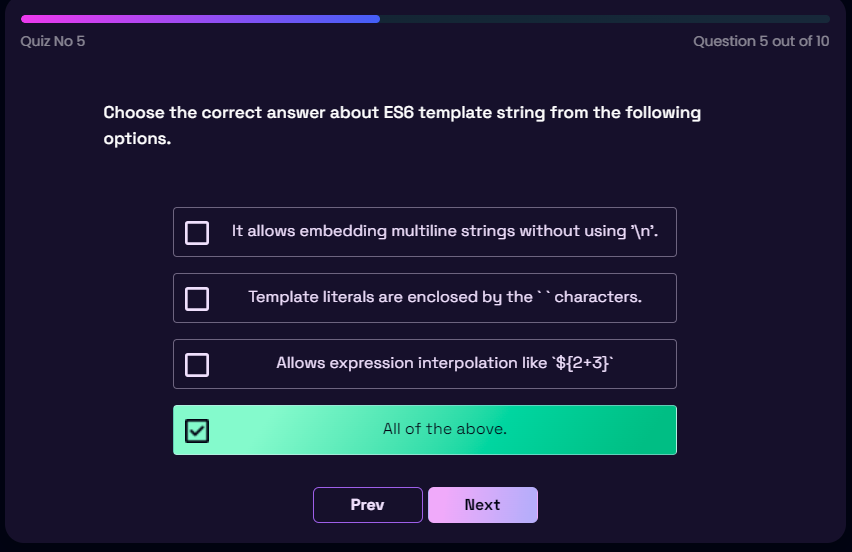 Quiz No 5
Question 5 out of 10
Choose the correct answer about ES6 template string from the following
options.
It allows embedding multiline strings without using '\n'.
Template literals are enclosed by the ` ` characters.
Allows expression interpolation like `${2+3}`
All of the above.
Prev
Next